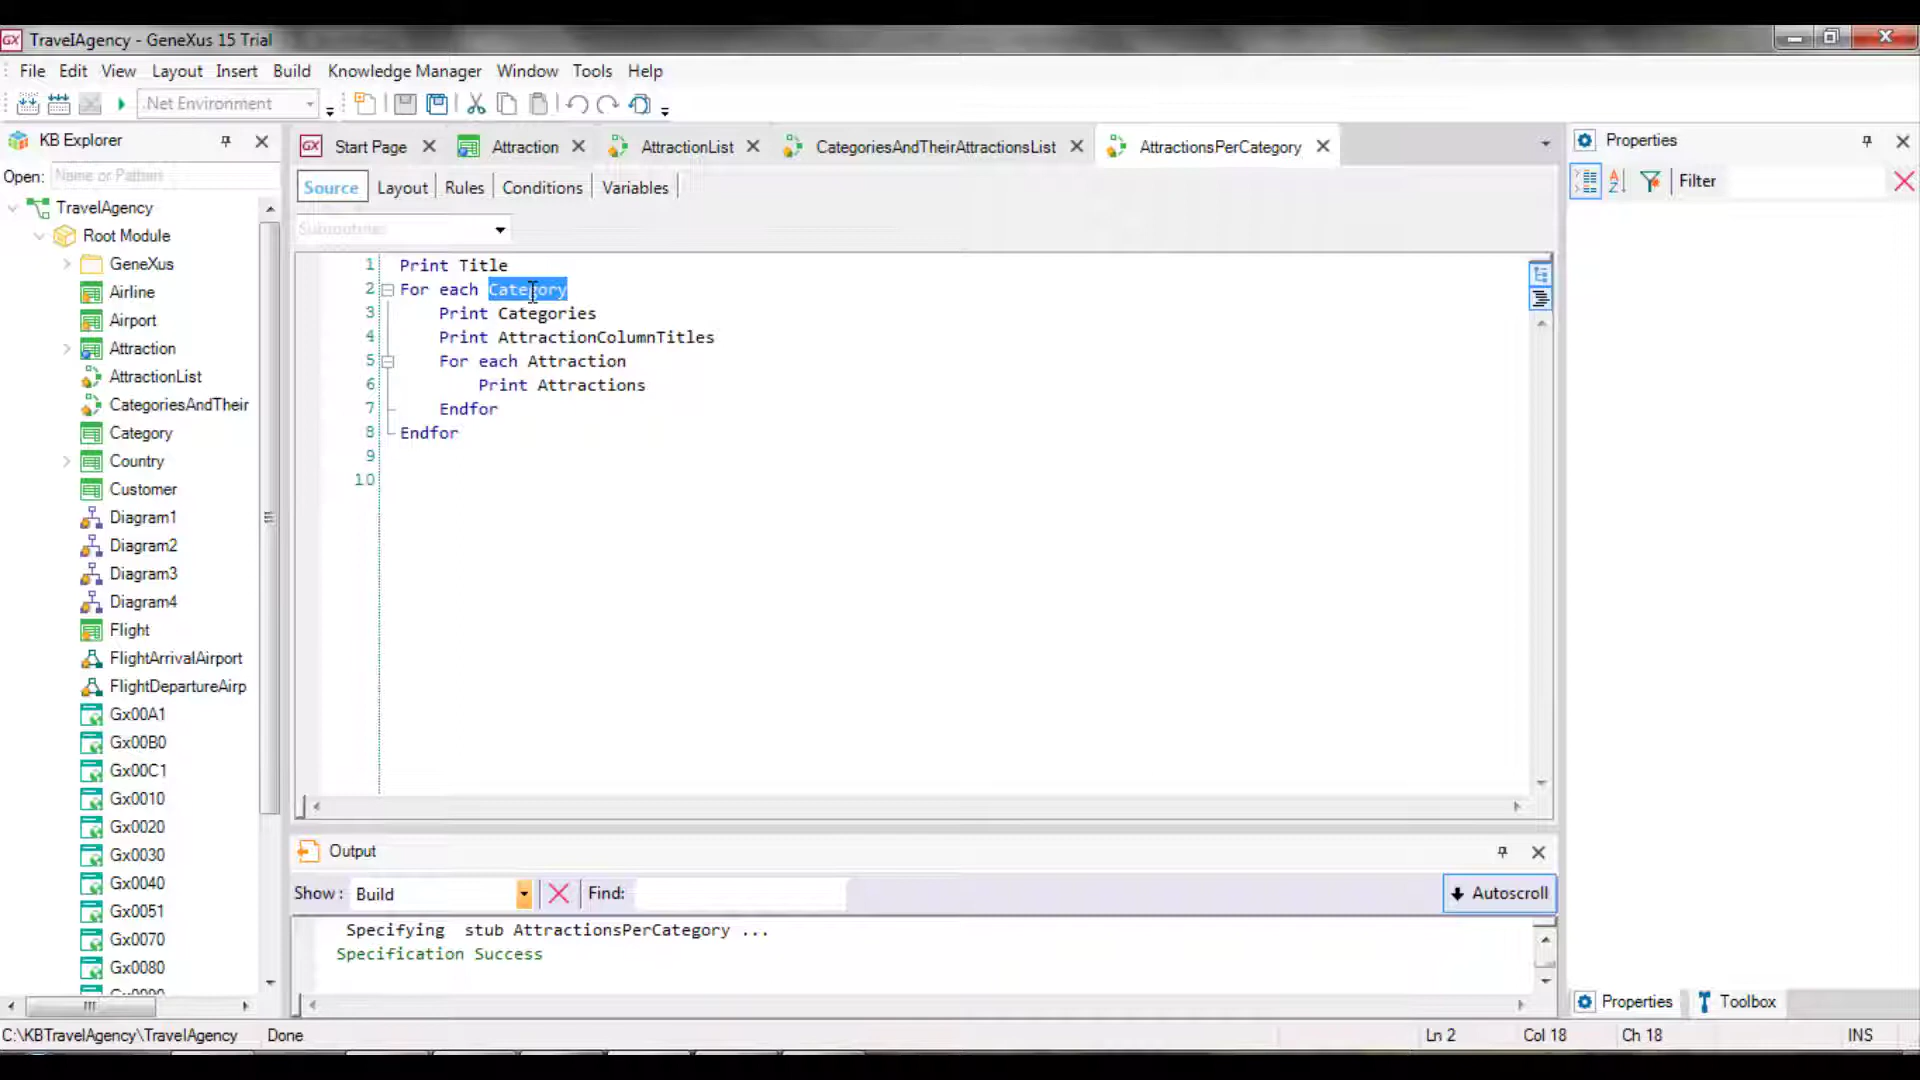 TravelAgency - GeneXus 15 Trial
File Edit View Layout Insert Build Knowledge Manager Window Tools Help
.Net Environment
KB Explorer
Open: Name or Pattern
TravelAgency
Root Module
GeneXus
Airline
Airport
Attraction
AttractionList
CategoriesAndTheir
Category
Country
Customer
Diagram1
Diagram2
Diagram3
Diagram4
Flight
FlightArrivalAirport
FlightDepartureAirp
Gx00A1
Gx00B0
Gx00C1
Gx0010
Gx0020
Gx0030
Gx0040
Gx0051
Gx0070
Gx0080
Start Page Attraction AttractionList CategoriesAndTheirAttractionsList AttractionsPerCategory
Source Layout Rules Conditions Variables
Subroutines
1 Print Title
2 For each Category
3 Print Categories
4 Print AttractionColumnTitles
5 For each Attraction
6 Print Attractions
7 Endfor
8 Endfor
9
10
Output
Show: Build Find: Autoscroll
Specifying stub AttractionsPerCategory ...
Specification Success
Properties
Filter
Properties Toolbox
C:\KBTravelAgency\TravelAgency Done Ln 2 Col 18 Ch 18 INS